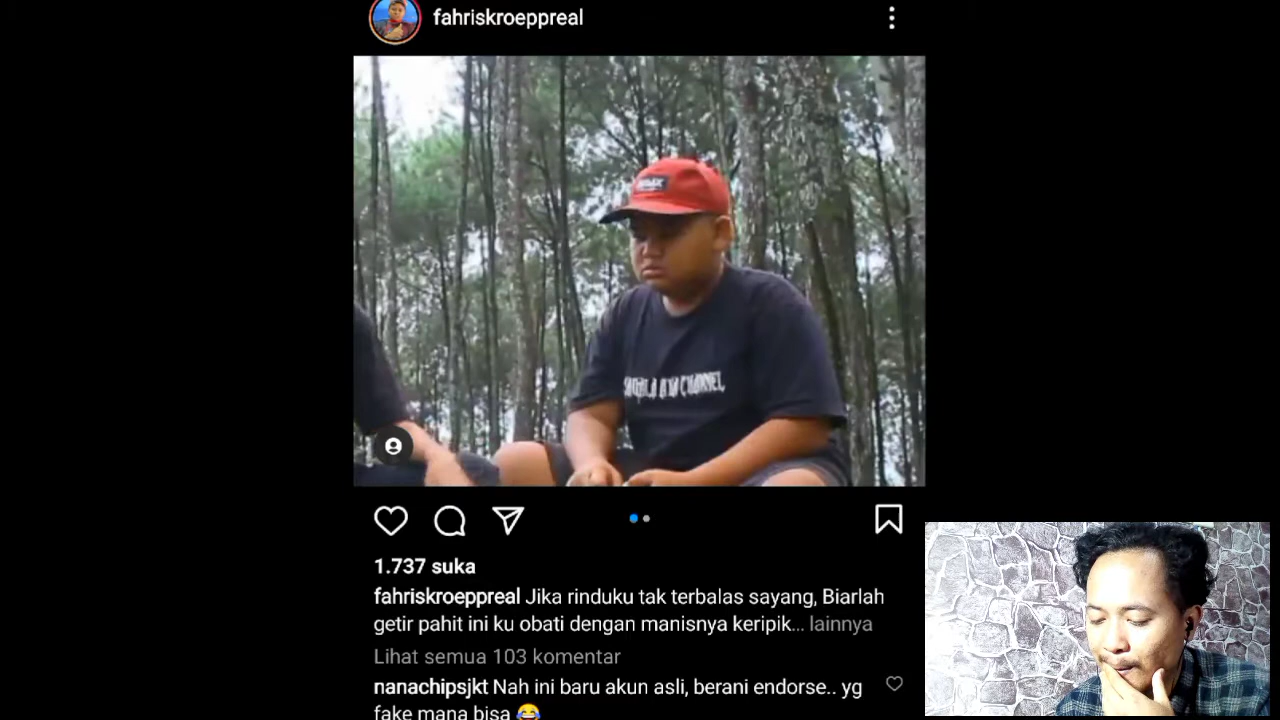 fahriskroeppreal
1.737 suka
fahriskroeppreal Jika rinduku tak terbalas sayang, Biarlah
getir pahit ini ku obati dengan manisnya keripik... lainnya
Lihat semua 103 komentar
nanachipsjkt Nah ini baru akun asli, berani endorse.. yg
fake mana bisa 😂